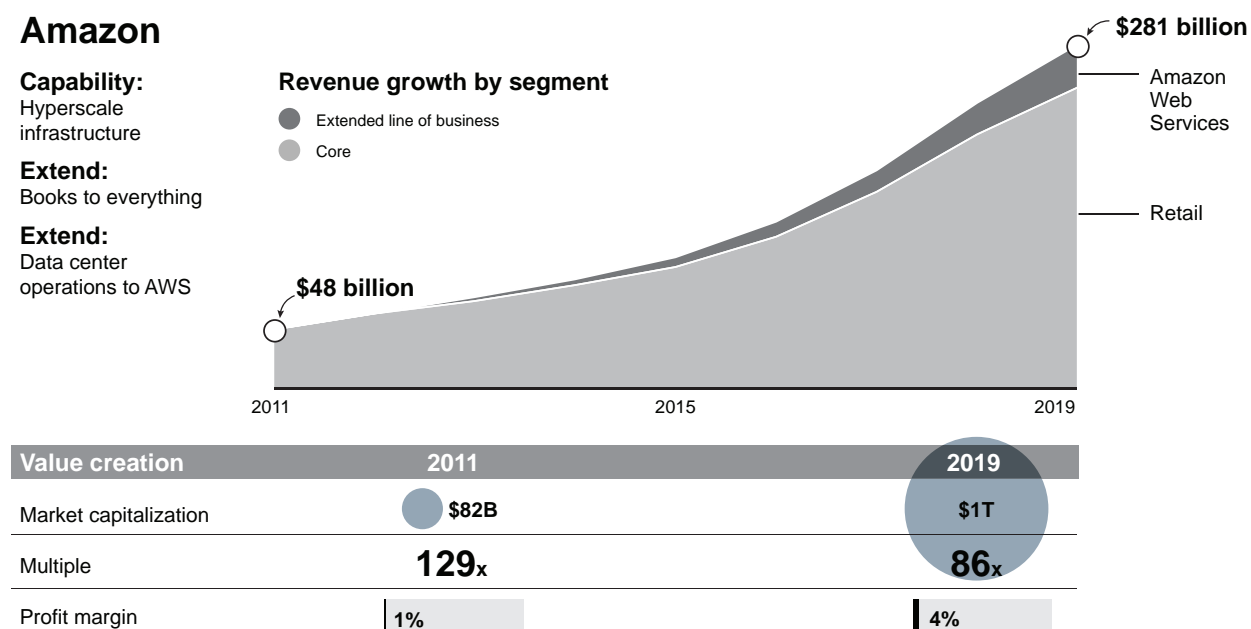 Amazon
Capability:
Hyperscale
infrastructure
Extend:
Books to everything
Extend:
Data center
operations to AWS
Revenue growth by segment
Extended line of business
Core
$48 billion
$281 billion
Amazon
Web
Services
Retail
2011 2015 2019
Value creation 2011 2019
Market capitalization $82B $1T
Multiple 129x 86x
Profit margin 1% 4%